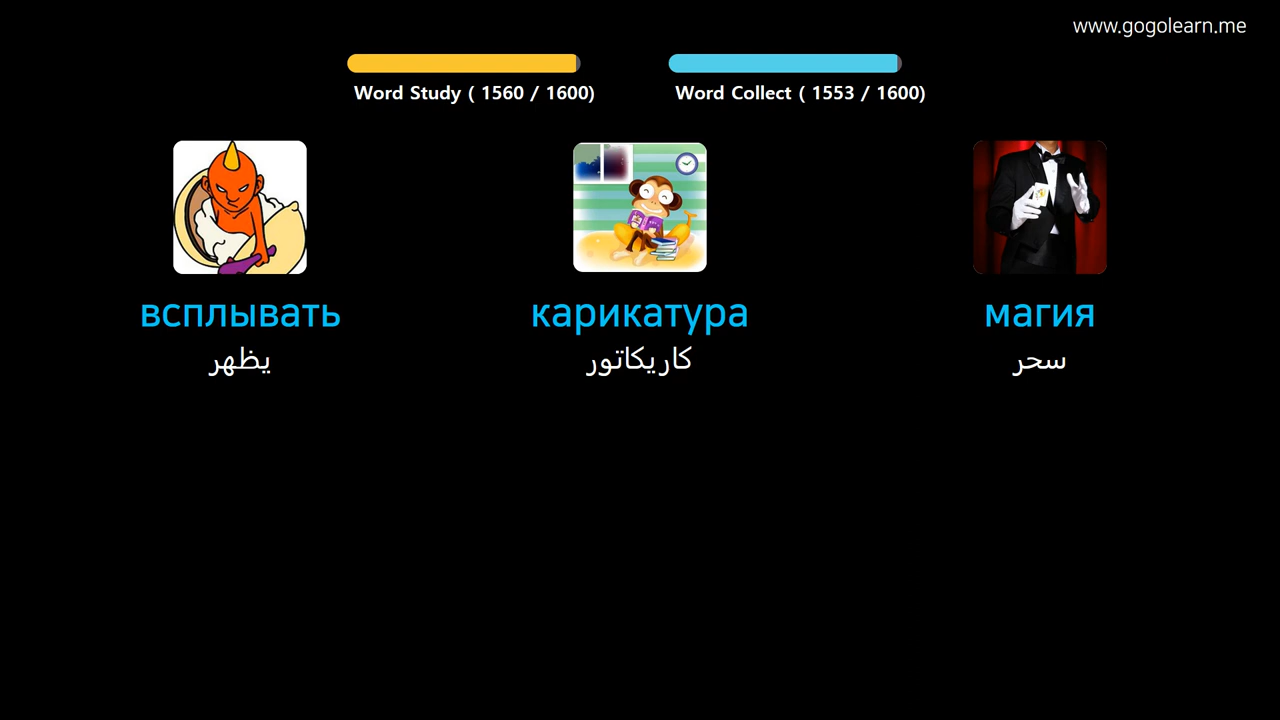 www.gogolearn.me
Word Study ( 1560 / 1600)
Word Collect ( 1553 / 1600)
всплывать
يظهر
карикатура
كاريكاتور
магия
سحر